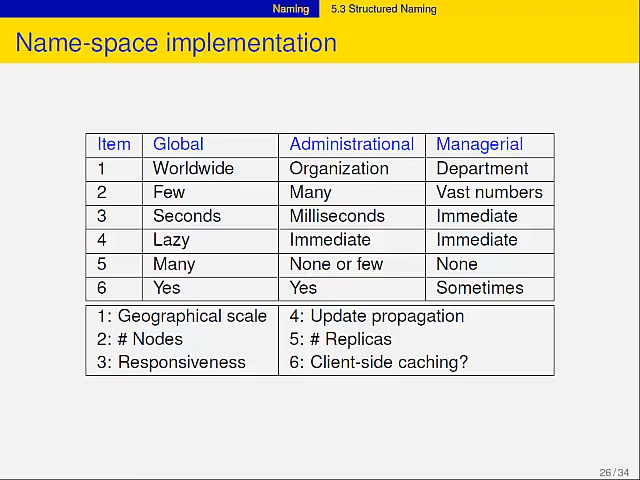 Naming 5.3 Structured Naming
Name-space implementation
Item Global Administrational Managerial
1 Worldwide Organization Department
2 Few Many Vast numbers
3 Seconds Milliseconds Immediate
4 Lazy Immediate Immediate
5 Many None or few None
6 Yes Yes Sometimes
1: Geographical scale 4: Update propagation
2: # Nodes 5: # Replicas
3: Responsiveness 6: Client-side caching?
26 / 34